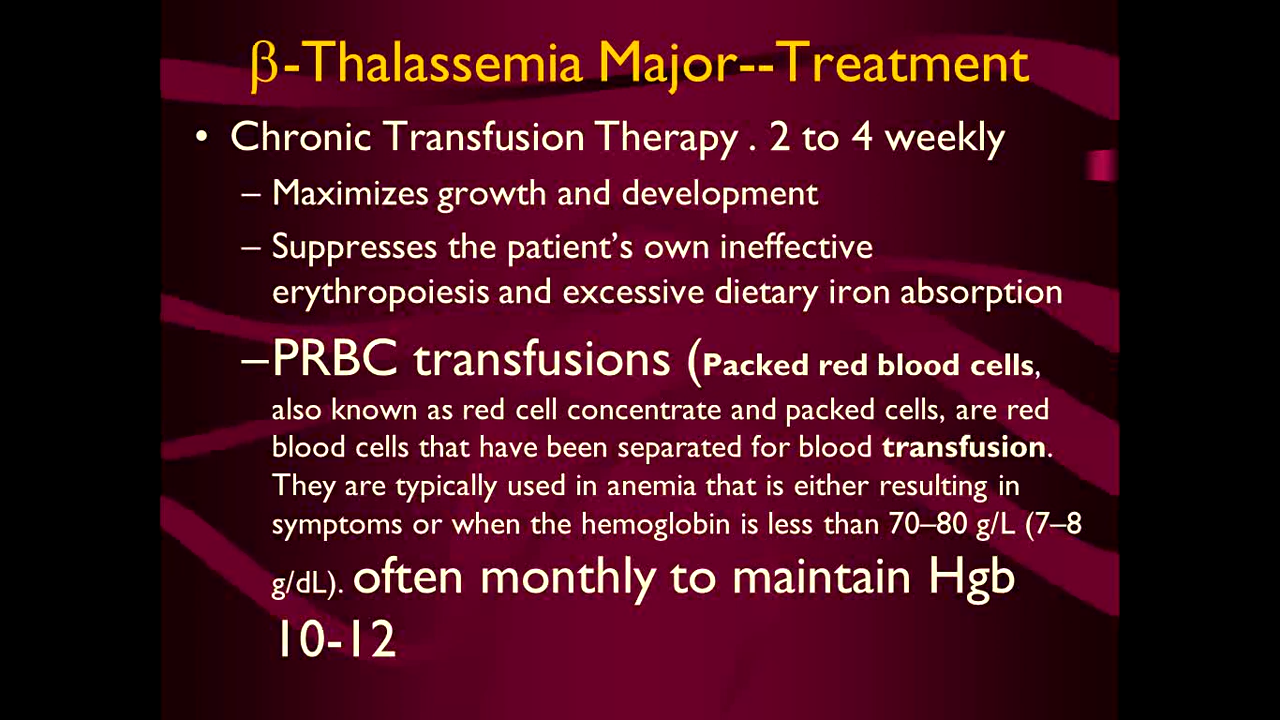 β-Thalassemia Major--Treatment
• Chronic Transfusion Therapy . 2 to 4 weekly
– Maximizes growth and development
– Suppresses the patient’s own ineffective
erythropoiesis and excessive dietary iron absorption
–PRBC transfusions (Packed red blood cells,
also known as red cell concentrate and packed cells, are red
blood cells that have been separated for blood transfusion.
They are typically used in anemia that is either resulting in
symptoms or when the hemoglobin is less than 70–80 g/L (7–8
g/dL). often monthly to maintain Hgb
10-12